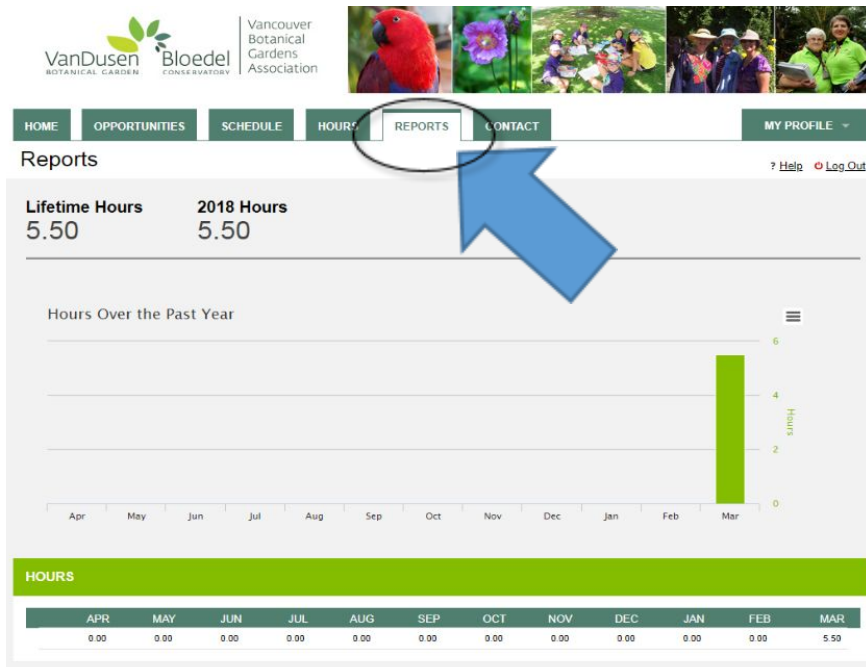 VanDusen
BOTANICAL GARDEN
Bloedel
CONSERVATORY
Vancouver
Botanical
Gardens
Association
HOME OPPORTUNITIES SCHEDULE HOURS REPORTS CONTACT MY PROFILE
Reports
? Help Log Out
Lifetime Hours 2018 Hours
5.50 5.50
Hours Over the Past Year
6
4
2
0
Hours
Apr May Jun Jul Aug Sep Oct Nov Dec Jan Feb Mar
HOURS
APR MAY JUN JUL AUG SEP OCT NOV DEC JAN FEB MAR
0.00 0.00 0.00 0.00 0.00 0.00 0.00 0.00 0.00 0.00 0.00 5.50